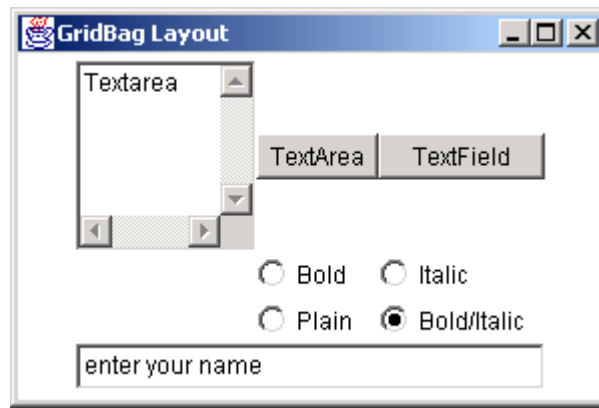 GridBag Layout
Textarea
TextArea TextField
Bold Italic
Plain Bold/Italic
enter your name